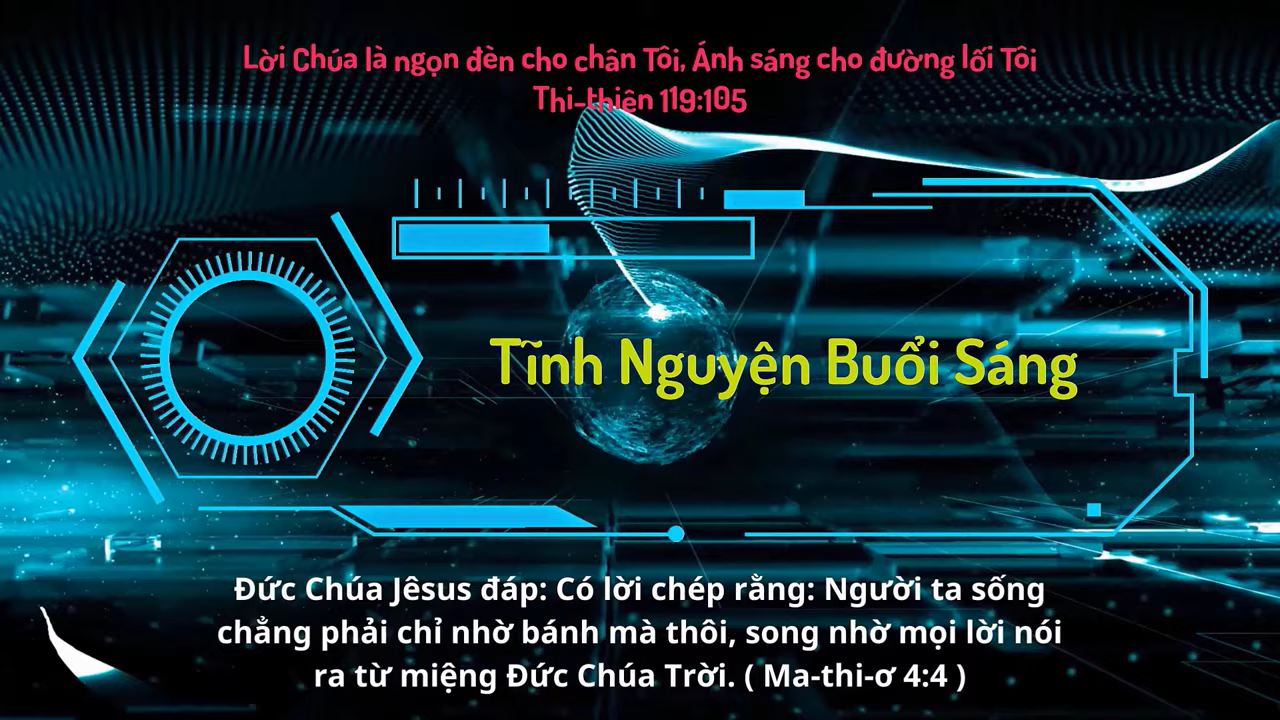 Lời Chúa là ngọn đèn cho chân Tôi, Ánh sáng cho đường lối Tôi
Thi-thiên 119:105
Tĩnh Nguyện Buổi Sáng
Đức Chúa Jêsus đáp: Có lời chép rằng: Người ta sống
chẳng phải chỉ nhờ bánh mà thôi, song nhờ mọi lời nói
ra từ miệng Đức Chúa Trời. ( Ma-thi-ơ 4:4 )